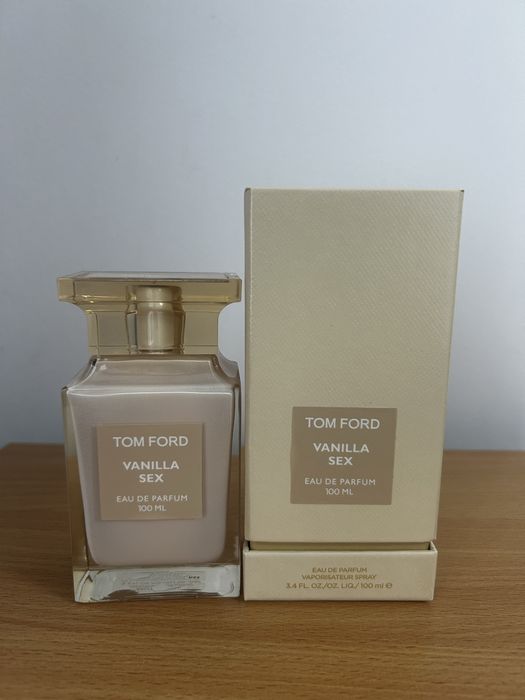 TOM FORD
VANILLA
SEX
EAU DE PARFUM
100 ML
TOM FORD
VANILLA
SEX
EAU DE PARFUM
100 ML
EAU DE PARFUM
VAPORISATEUR SPRAY
3.4 FL. OZ./OZ. LIQ./ 100 ml ℮